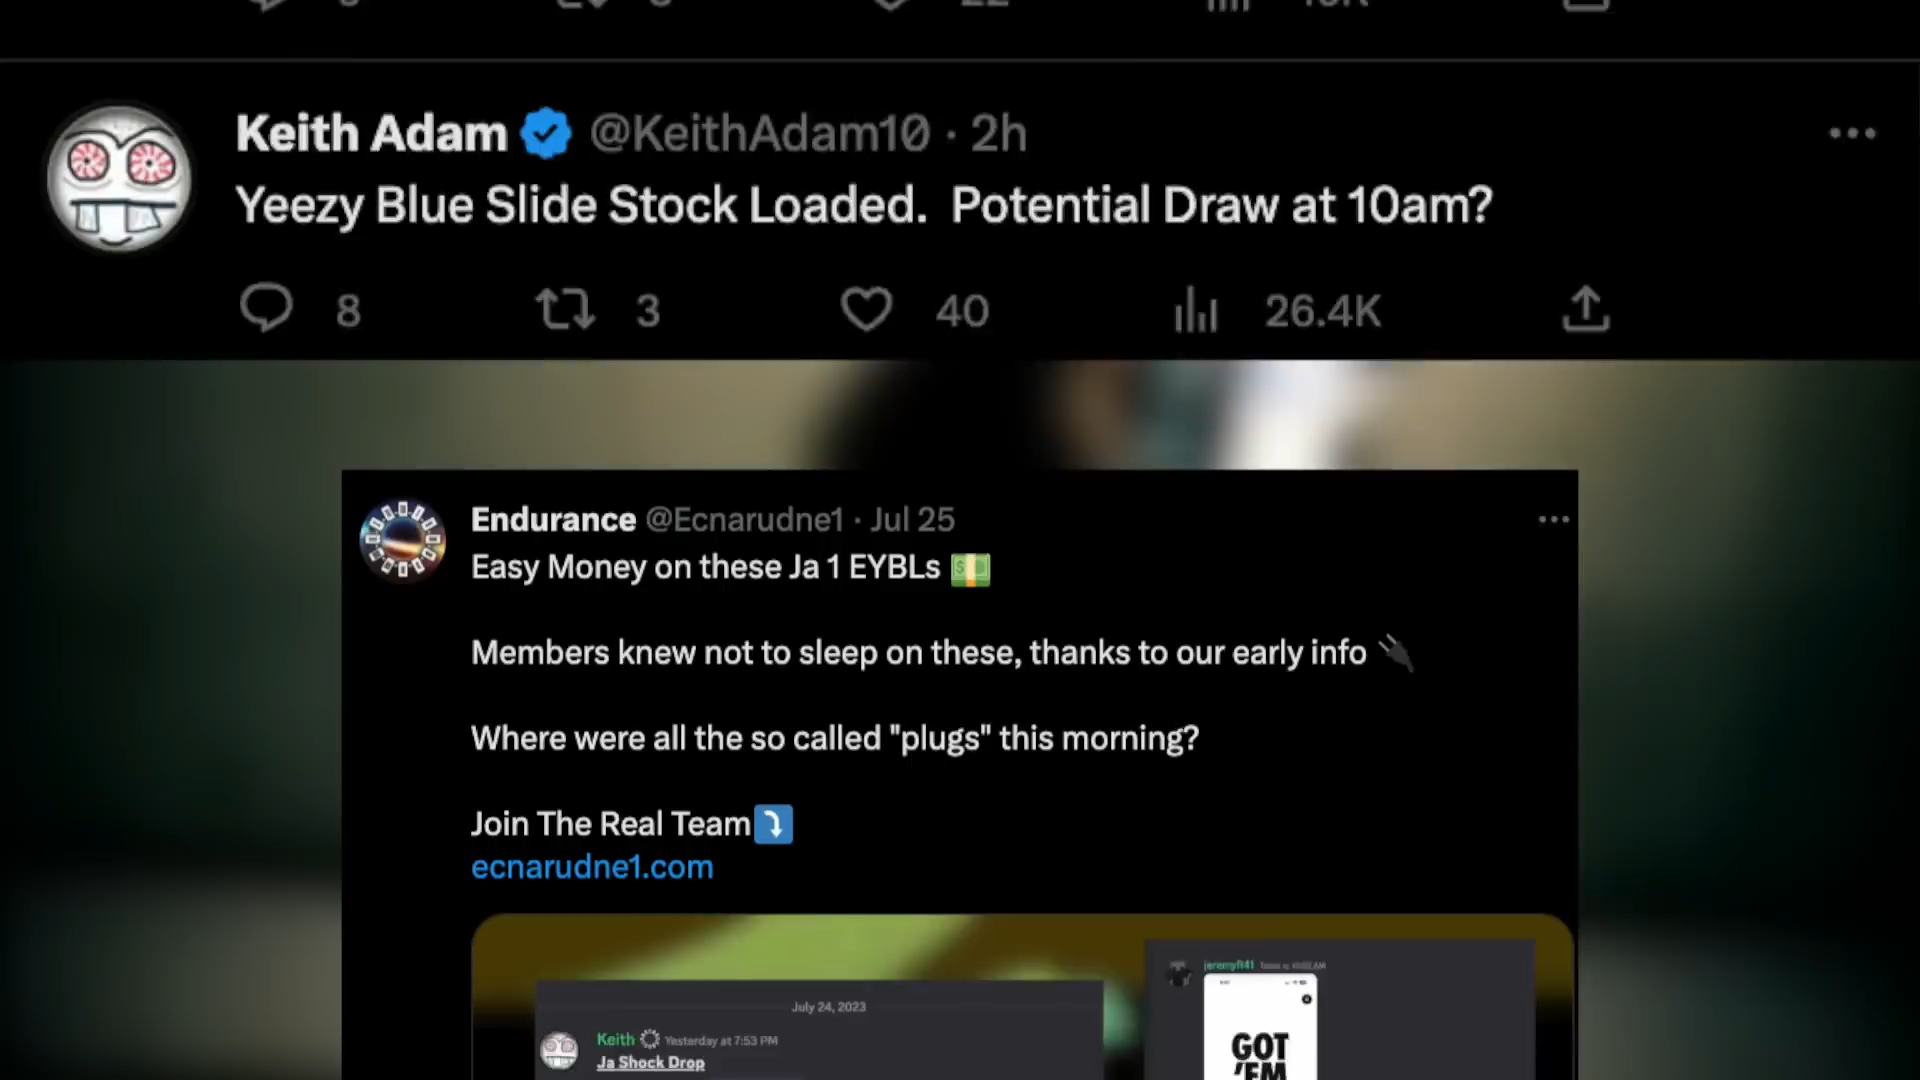 Keith Adam @KeithAdam10 · 2h
Yeezy Blue Slide Stock Loaded. Potential Draw at 10am?
8 3 40 26.4K
Endurance @Ecnarudne1 · Jul 25
Easy Money on these Ja 1 EYBLs
Members knew not to sleep on these, thanks to our early info
Where were all the so called "plugs" this morning?
Join The Real Team
ecnarudne1.com
July 24, 2023
Keith Yesterday at 7:53 PM
Ja Shock Drop
jeremyft41
GOT
'EM